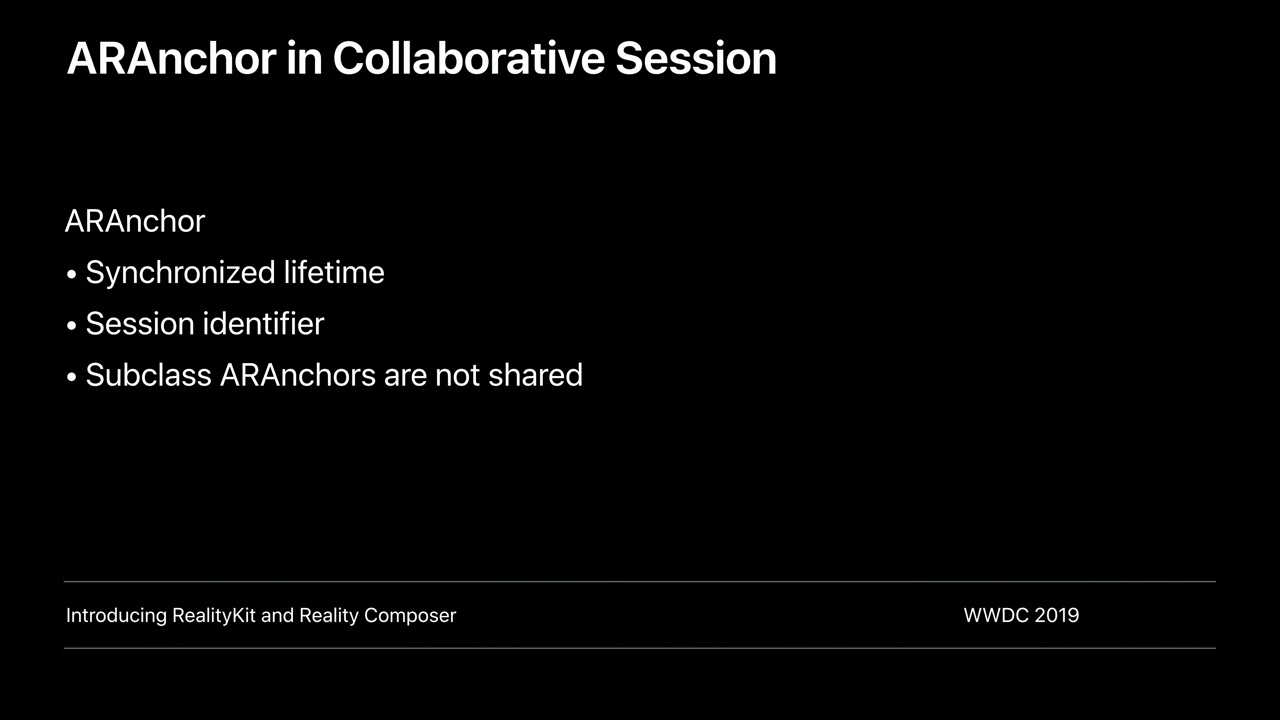 ARAnchor in Collaborative Session
ARAnchor
• Synchronized lifetime
• Session identifier
• Subclass ARAnchors are not shared
Introducing RealityKit and Reality Composer
WWDC 2019